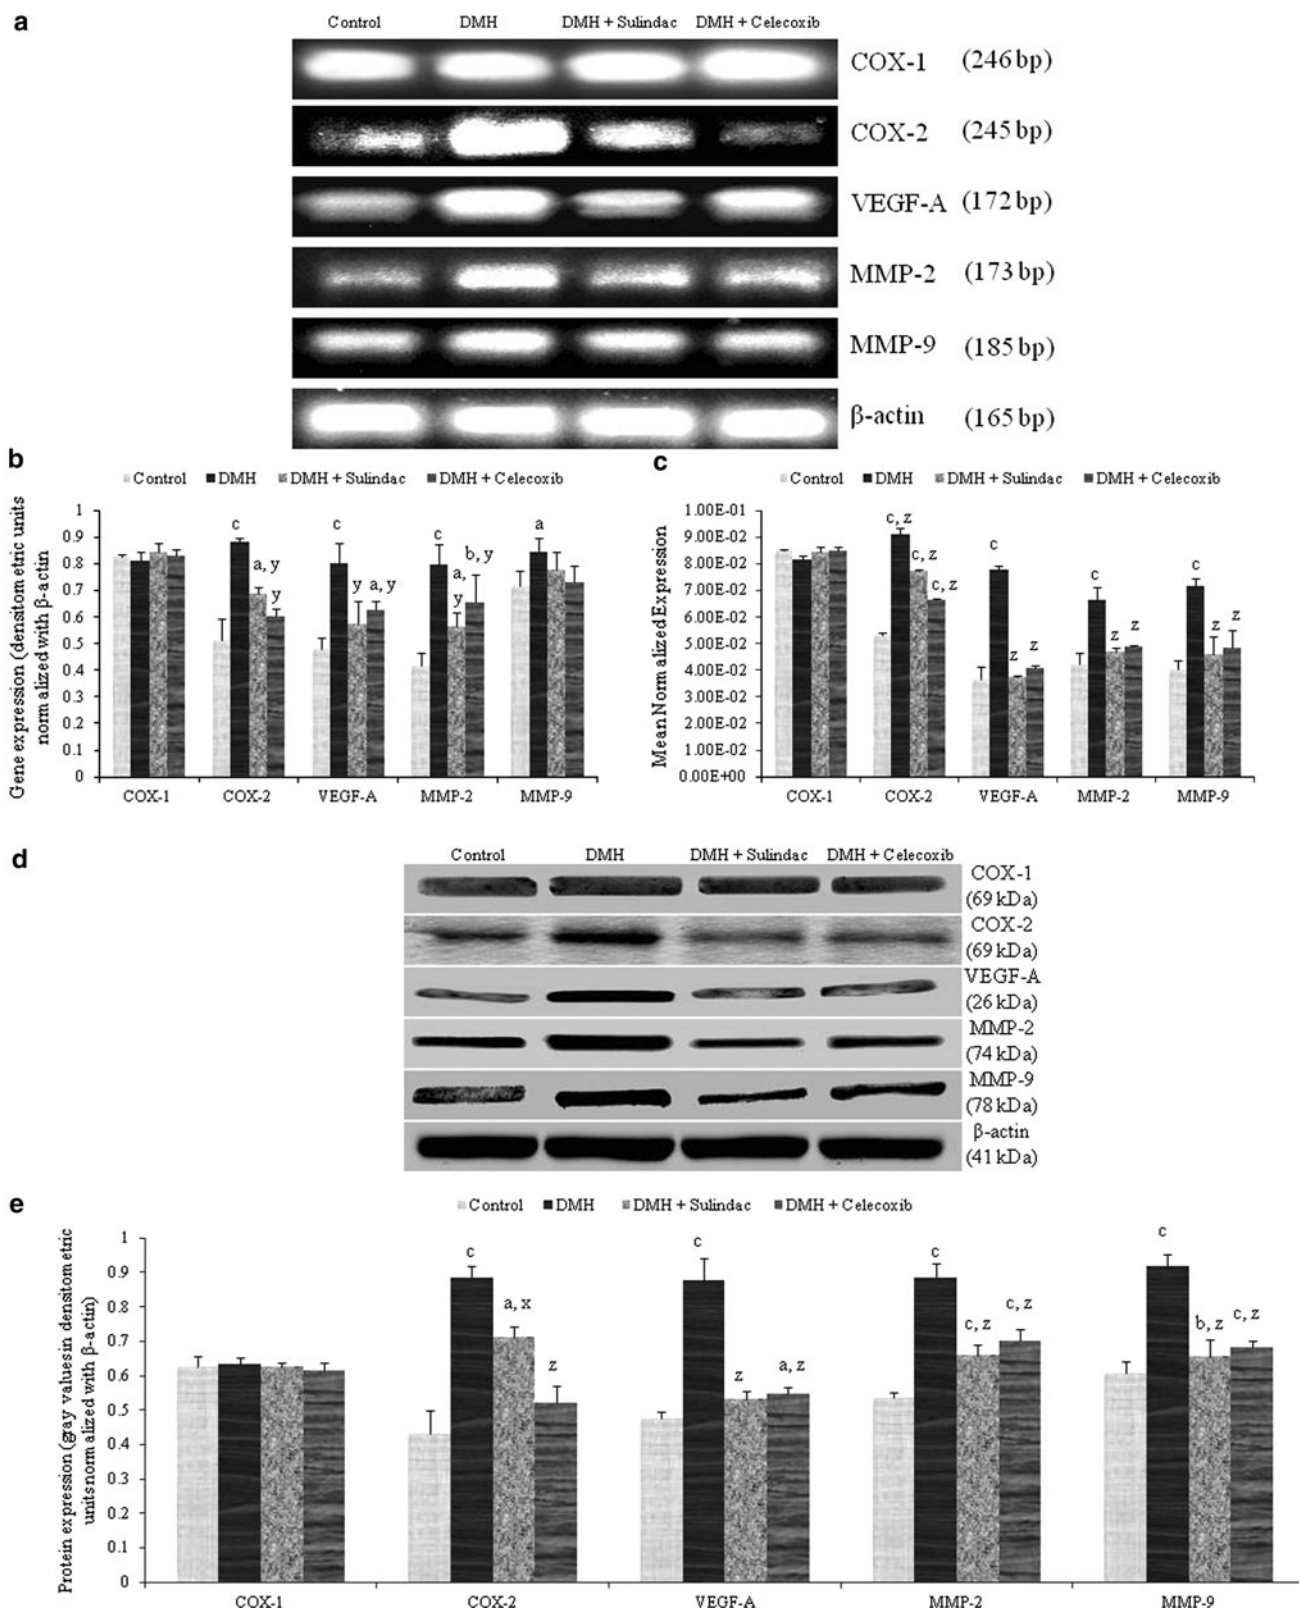 a
Control DMH DMH + Sulindac DMH + Celecoxib
COX-1 (246 bp)
COX-2 (245 bp)
VEGF-A (172 bp)
MMP-2 (173 bp)
MMP-9 (185 bp)
β-actin (165 bp)
b
Control DMH DMH + Sulindac DMH + Celecoxib
Gene expression (densitometric units
normalized with β-actin
1
0.9
0.8
0.7
0.6
0.5
0.4
0.3
0.2
0.1
0
c
a, y
y
c
y
a, y
c
a,
y
b, y
a
COX-1 COX-2 VEGF-A MMP-2 MMP-9
c
Control DMH DMH + Sulindac DMH + Celecoxib
Mean Normalized Expression
1.00E-01
9.00E-02
8.00E-02
7.00E-02
6.00E-02
5.00E-02
4.00E-02
3.00E-02
2.00E-02
1.00E-02
0.00E+00
c, z
c, z
c, z
c
z
z
c
z
z
c
z
z
COX-1 COX-2 VEGF-A MMP-2 MMP-9
d
Control DMH DMH + Sulindac DMH + Celecoxib
COX-1
(69 kDa)
COX-2
(69 kDa)
VEGF-A
(26 kDa)
MMP-2
(74 kDa)
MMP-9
(78 kDa)
β-actin
(41 kDa)
e
Control DMH DMH + Sulindac DMH + Celecoxib
Protein expression (gray values in densitometric
units normalized with β-actin)
1
0.9
0.8
0.7
0.6
0.5
0.4
0.3
0.2
0.1
0
c
a, x
z
c
z
a, z
c
c, z
c, z
c
b, z
c, z
COX-1 COX-2 VEGF-A MMP-2 MMP-9